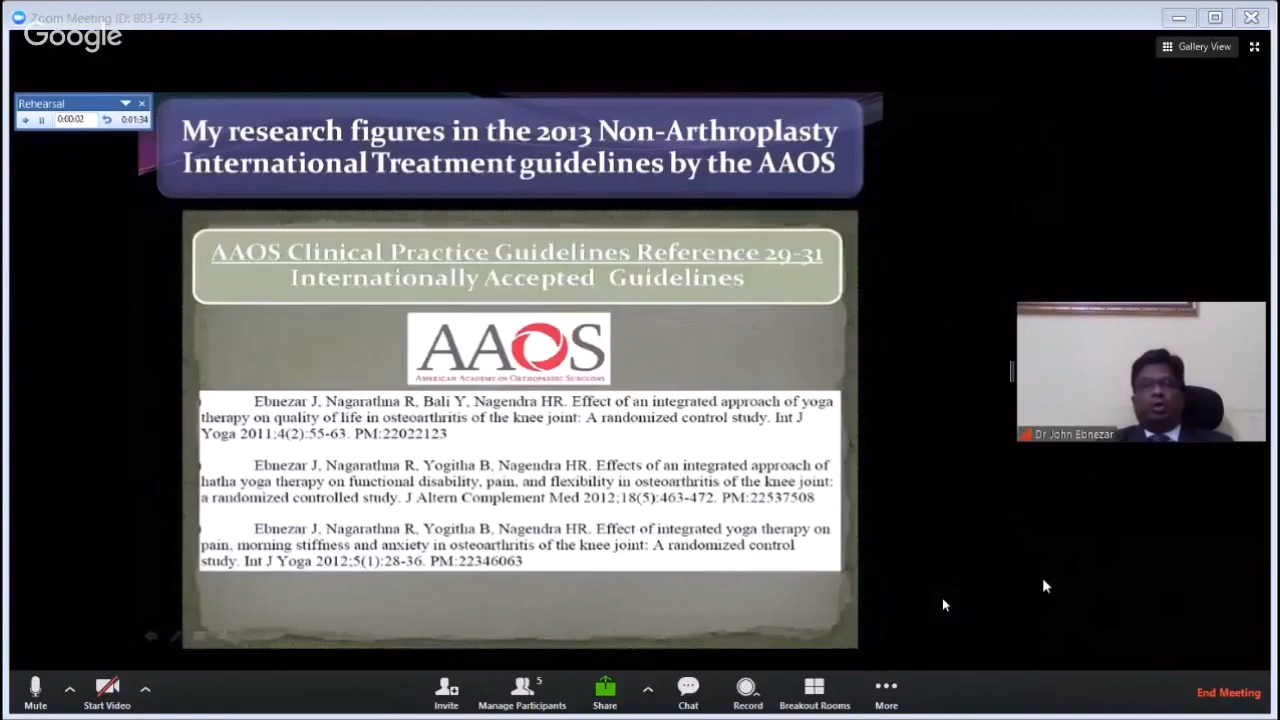 Zoom Meeting ID: 803-972-355
Google
Gallery View
Rehearsal
0:00:02
0:01:34
My research figures in the 2013 Non-Arthroplasty
International Treatment guidelines by the AAOS
AAOS Clinical Practice Guidelines Reference 29-31
Internationally Accepted Guidelines
AAOS
AMERICAN ACADEMY OF ORTHOPAEDIC SURGEONS
Ebnezar J, Nagarathna R, Bali Y, Nagendra HR. Effect of an integrated approach of yoga
therapy on quality of life in osteoarthritis of the knee joint: A randomized control study. Int J
Yoga 2011;4(2):55-63. PM:22022123
Ebnezar J, Nagarathna R, Yogitha B, Nagendra HR. Effects of an integrated approach of
hatha yoga therapy on functional disability, pain, and flexibility in osteoarthritis of the knee joint:
a randomized controlled study. J Altern Complement Med 2012;18(5):463-472. PM:22537508
Ebnezar J, Nagarathna R, Yogitha B, Nagendra HR. Effect of integrated yoga therapy on
pain, morning stiffness and anxiety in osteoarthritis of the knee joint: A randomized control
study. Int J Yoga 2012;5(1):28-36. PM:22346063
Dr John Ebnezar
Mute
Start Video
Invite
5
Manage Participants
Share
Chat
Record
Breakout Rooms
More
End Meeting